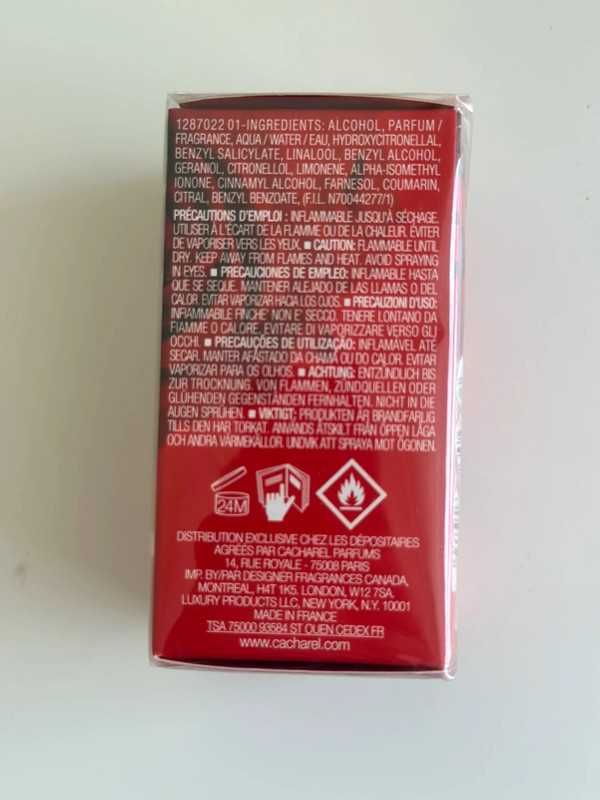 1287022 01-INGREDIENTS: ALCOHOL, PARFUM /
FRAGRANCE, AQUA / WATER / EAU, HYDROXYCITRONELLAL,
BENZYL SALICYLATE, LINALOOL, BENZYL ALCOHOL,
GERANIOL, CITRONELLOL, LIMONENE, ALPHA-ISOMETHYL
IONONE, CINNAMYL ALCOHOL, FARNESOL, COUMARIN,
CITRAL, BENZYL BENZOATE, (F.I.L. N70044277/1)
PRÉCAUTIONS D'EMPLOI : INFLAMMABLE JUSQU'À SÉCHAGE.
UTILISER À L'ÉCART DE LA FLAMME OU DE LA CHALEUR. ÉVITER
DE VAPORISER VERS LES YEUX. ■ CAUTION: FLAMMABLE UNTIL
DRY. KEEP AWAY FROM FLAMES AND HEAT. AVOID SPRAYING
IN EYES. ■ PRECAUCIONES DE EMPLEO: INFLAMABLE HASTA
QUE SE SEQUE. MANTENER ALEJADO DE LAS LLAMAS O DEL
CALOR. EVITAR VAPORIZAR HACIA LOS OJOS. ■ PRECAUZIONI D'USO:
INFIAMMABILE FINCHE' NON E' SECCO. TENERE LONTANO DA
FIAMME O CALORE. EVITARE DI VAPORIZZARE VERSO GLI
OCCHI. ■ PRECAUÇÕES DE UTILIZAÇÃO: INFLAMÁVEL ATÉ
SECAR. MANTER AFASTADO DA CHAMA OU DO CALOR. EVITAR
VAPORIZAR PARA OS OLHOS. ■ ACHTUNG: ENTZÜNDLICH BIS
ZUR TROCKNUNG. VON FLAMMEN, ZÜNDQUELLEN ODER
GLÜHENDEN GEGENSTÄNDEN FERNHALTEN. NICHT IN DIE
AUGEN SPRÜHEN. ■ VIKTIGT: PRODUKTEN ÄR BRANDFARLIG
TILLS DEN HAR TORKAT. ANVÄNDS ÅTSKILT FRÅN ÖPPEN LÅGA
OCH ANDRA VÄRMEKÄLLOR. UNDVIK ATT SPRAYA MOT ÖGONEN.
24M
DISTRIBUTION EXCLUSIVE CHEZ LES DÉPOSITAIRES
AGRÉÉS PAR CACHAREL PARFUMS
14, RUE ROYALE - 75008 PARIS
IMP. BY/PAR DESIGNER FRAGRANCES CANADA,
MONTREAL, H4T 1K5. LONDON, W12 7SA.
LUXURY PRODUCTS LLC, NEW YORK, N.Y. 10001
MADE IN FRANCE
TSA 75000 93584 ST OUEN CEDEX FR
www.cacharel.com